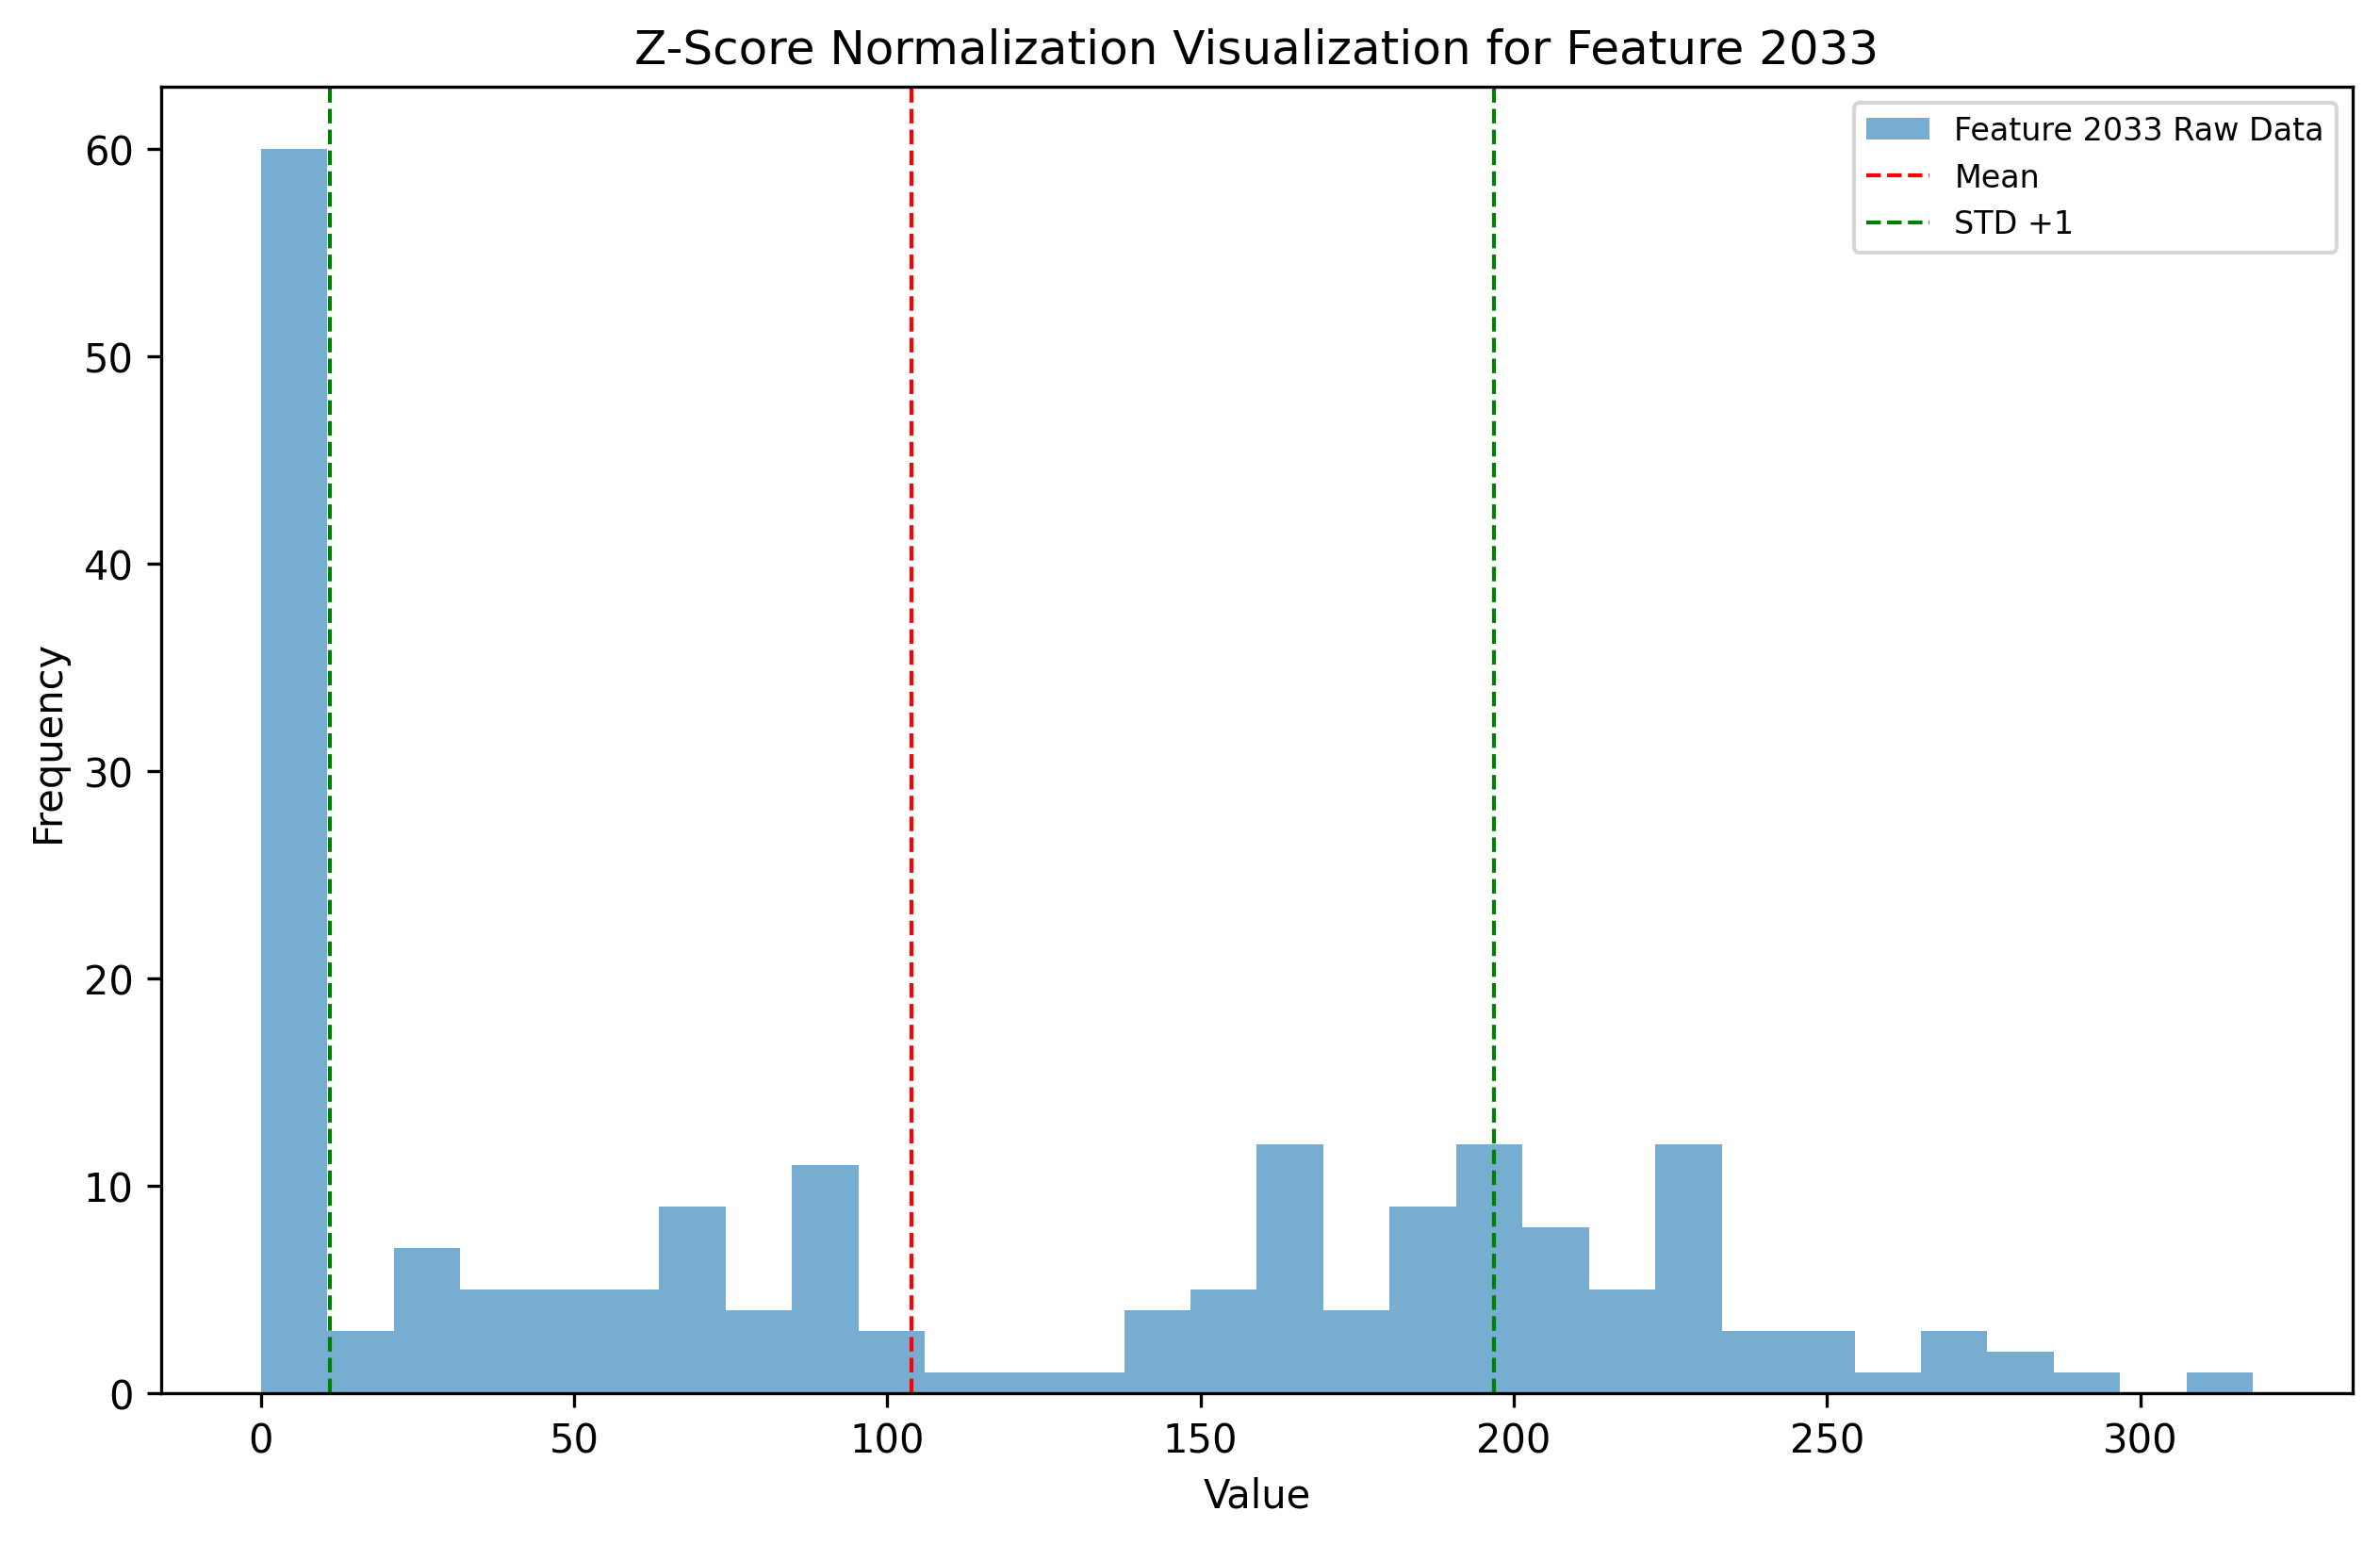 Z-Score Normalization Visualization for Feature 2033
Feature 2033 Raw Data
Mean
STD +1
60
50
40
30
20
10
0
Frequency
0 50 100 150 200 250 300
Value